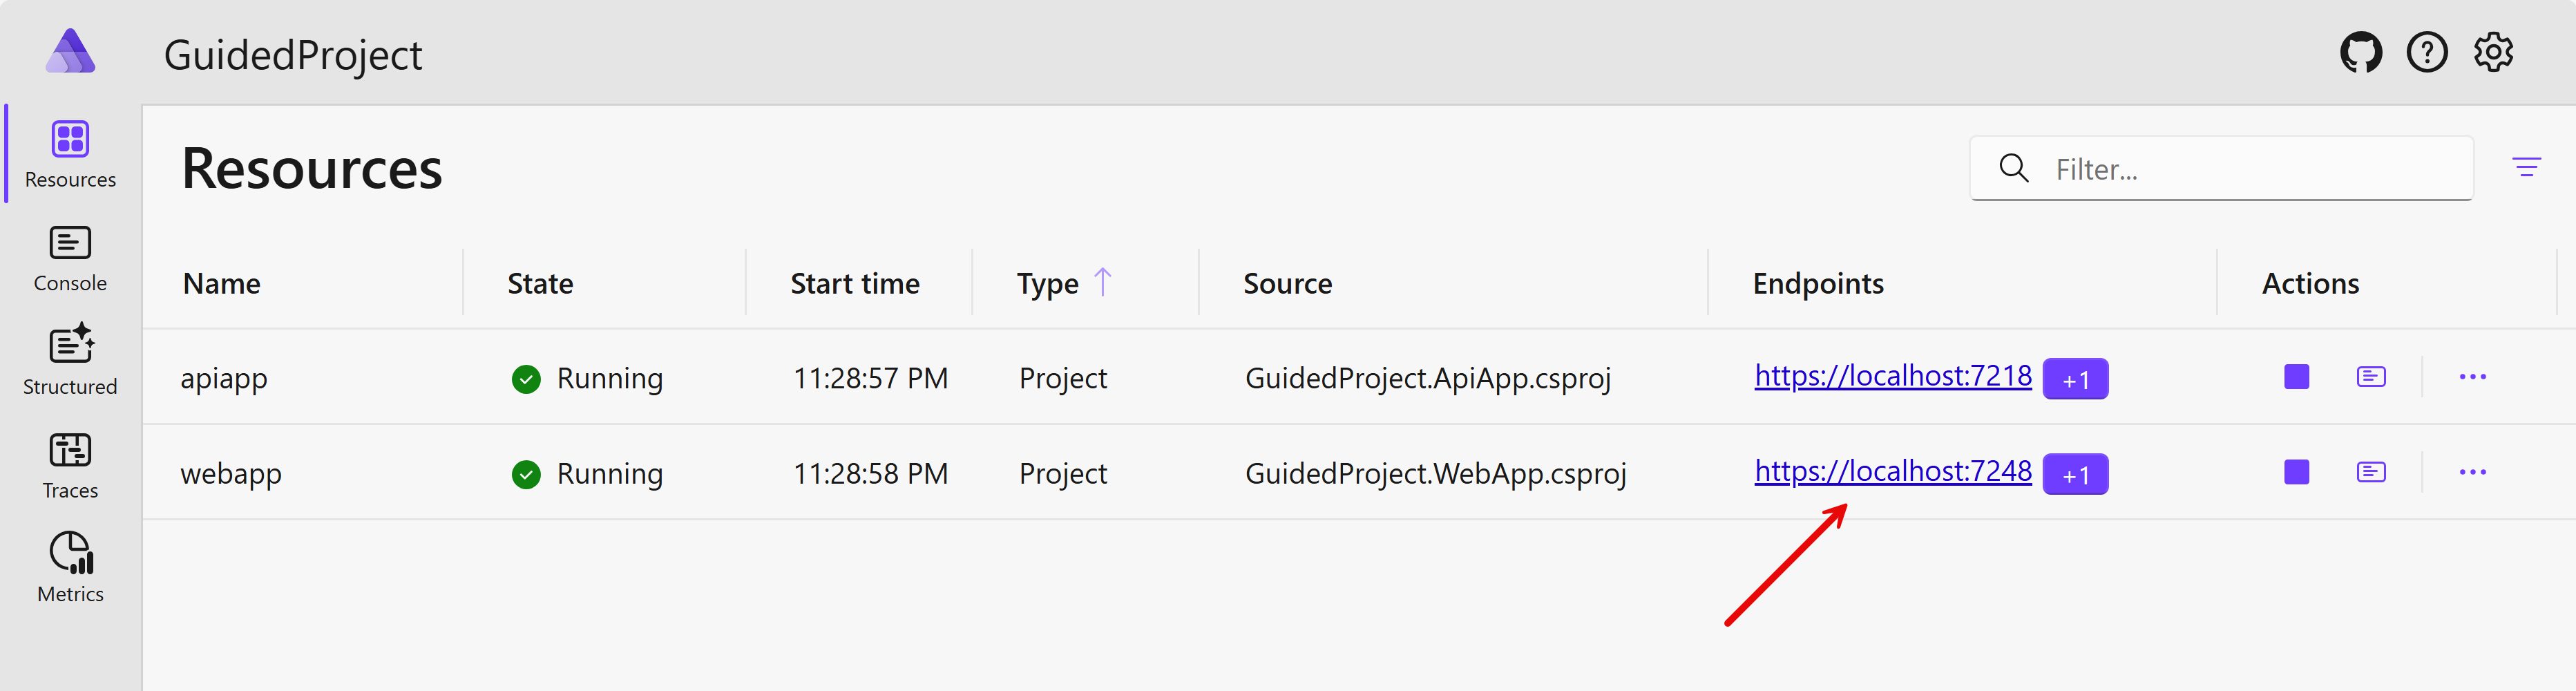 GuidedProject
Resources
Console
Structured
Traces
Metrics
Resources
Filter...
Name State Start time Type Source Endpoints Actions
apiapp Running 11:28:57 PM Project GuidedProject.ApiApp.csproj https://localhost:7218 +1
webapp Running 11:28:58 PM Project GuidedProject.WebApp.csproj https://localhost:7248 +1